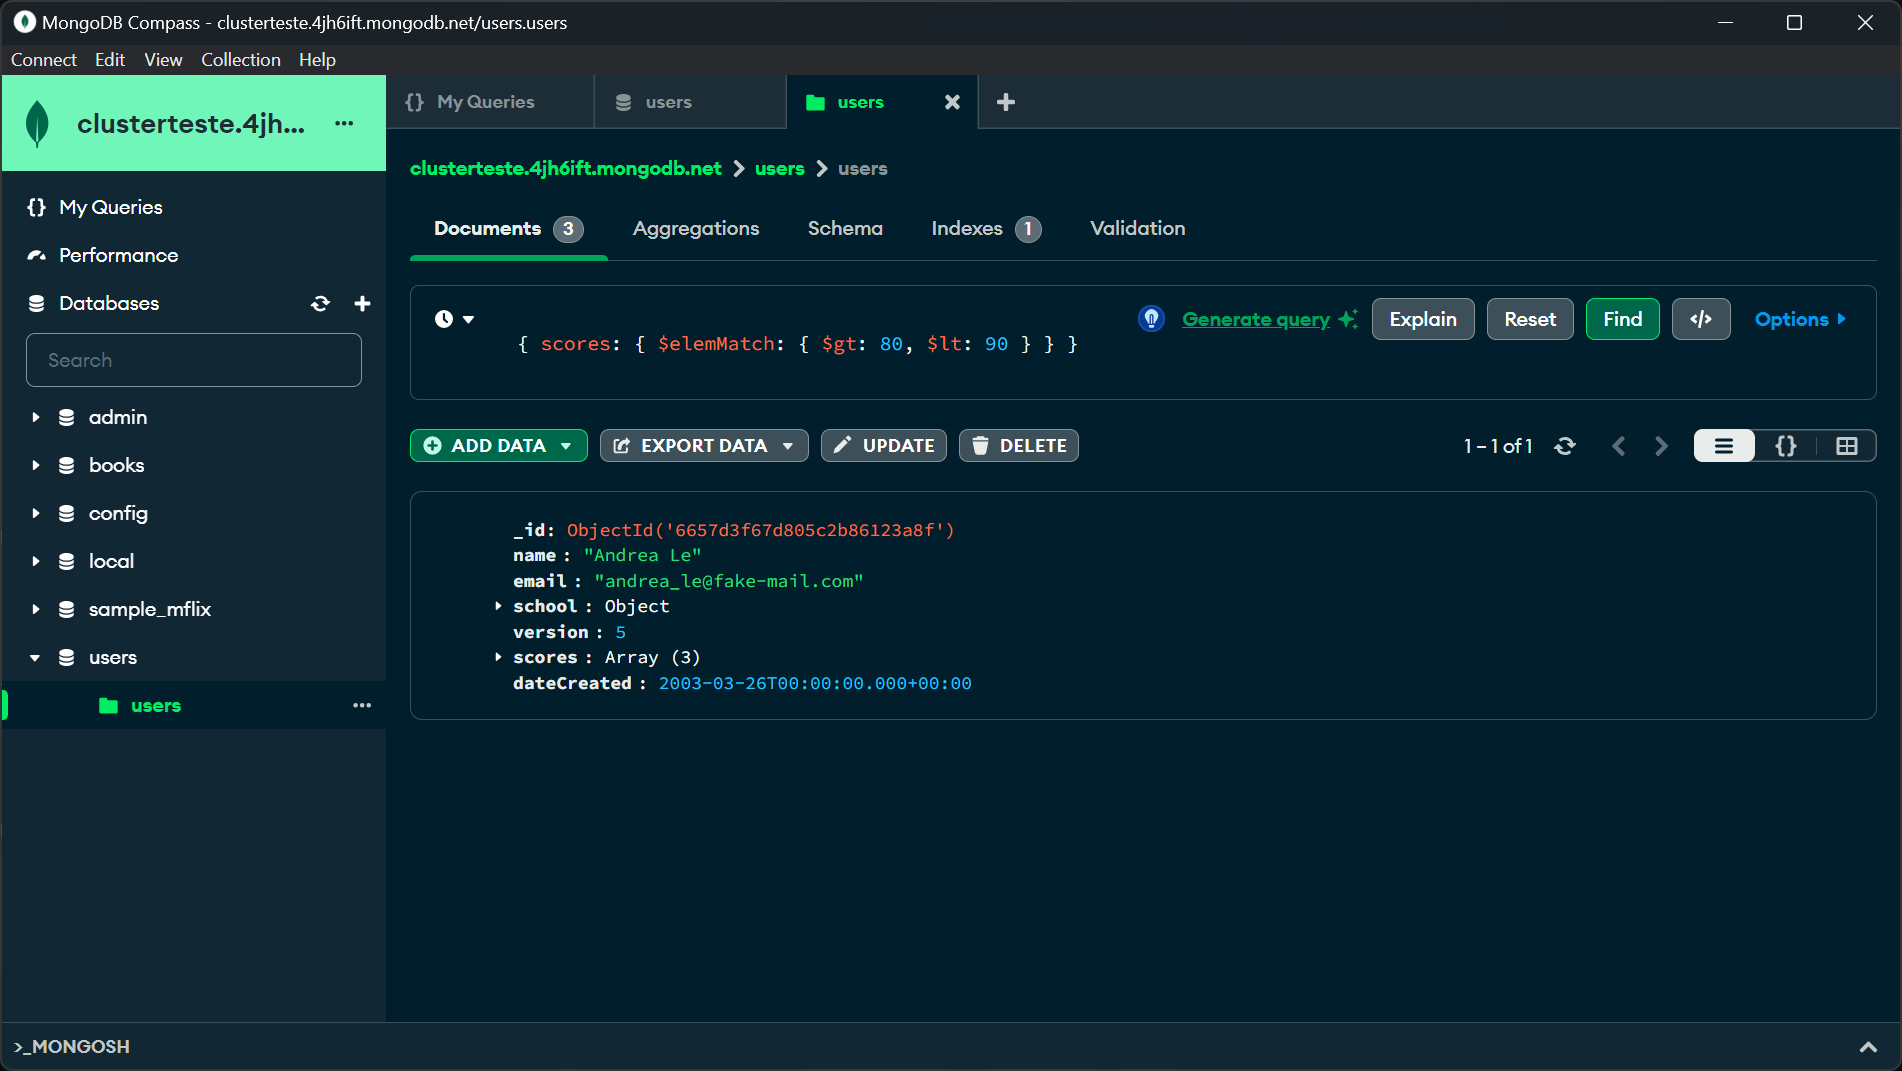 MongoDB Compass - clusterteste.4jh6ift.mongodb.net/users.users
Connect Edit View Collection Help
clusterteste.4jh...
My Queries
Performance
Databases
Search
admin
books
config
local
sample_mflix
users
users
{} My Queries
users
users
clusterteste.4jh6ift.mongodb.net > users > users
Documents 3 Aggregations Schema Indexes 1 Validation
Generate query Explain Reset Find </> Options
{ scores: { $elemMatch: { $gt: 80, $lt: 90 } } }
ADD DATA EXPORT DATA UPDATE DELETE 1 – 1 of 1 {}
_id: ObjectId('6657d3f67d805c2b86123a8f')
name : "Andrea Le"
email : "andrea_le@fake-mail.com"
school : Object
version : 5
scores : Array (3)
dateCreated : 2003-03-26T00:00:00.000+00:00
>_MONGOSH